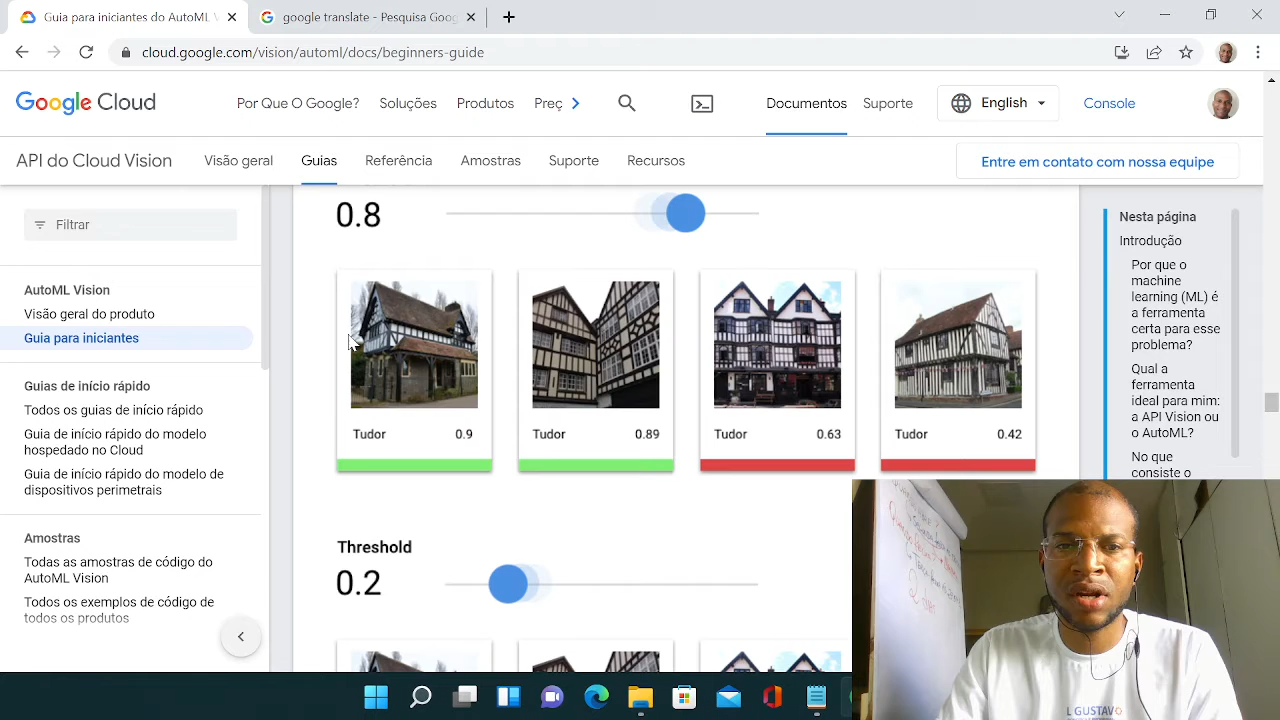 Guia para iniciantes do AutoML V
google translate - Pesquisa Goog
cloud.google.com/vision/automl/docs/beginners-guide
Google Cloud
Por Que O Google?
Soluções
Produtos
Preç
Documentos
Suporte
English
Console
API do Cloud Vision
Visão geral
Guias
Referência
Amostras
Suporte
Recursos
Entre em contato com nossa equipe
Filtrar
AutoML Vision
Visão geral do produto
Guia para iniciantes
Guias de início rápido
Todos os guias de início rápido
Guia de início rápido do modelo
hospedado no Cloud
Guia de início rápido do modelo de
dispositivos perimetrais
Amostras
Todas as amostras de código do
AutoML Vision
Todos os exemplos de código de
todos os produtos
0.8
Tudor 0.9
Tudor 0.89
Tudor 0.63
Tudor 0.42
Threshold
0.2
Nesta página
Introdução
Por que o
machine
learning (ML) é
a ferramenta
certa para esse
problema?
Qual a
ferramenta
ideal para mim:
a API Vision ou
o AutoML?
No que
consiste o
L GUSTAVO